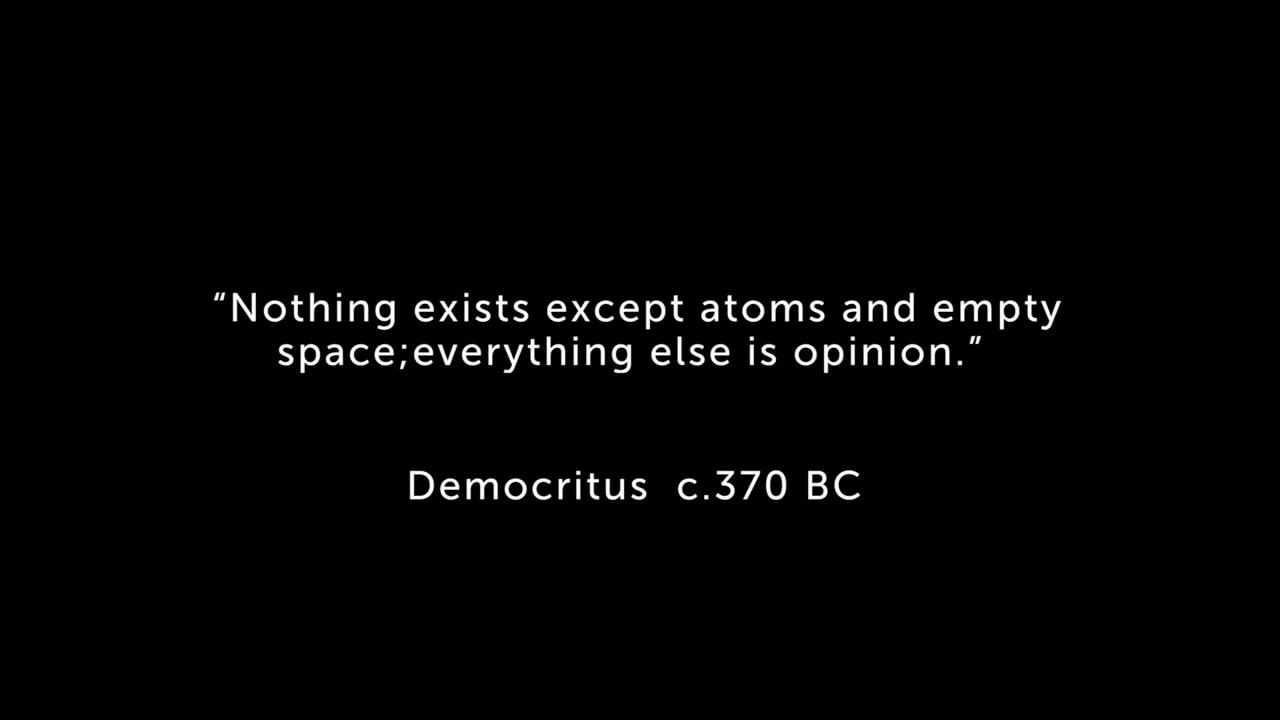 “Nothing exists except atoms and empty
space;everything else is opinion.”
Democritus  c.370 BC